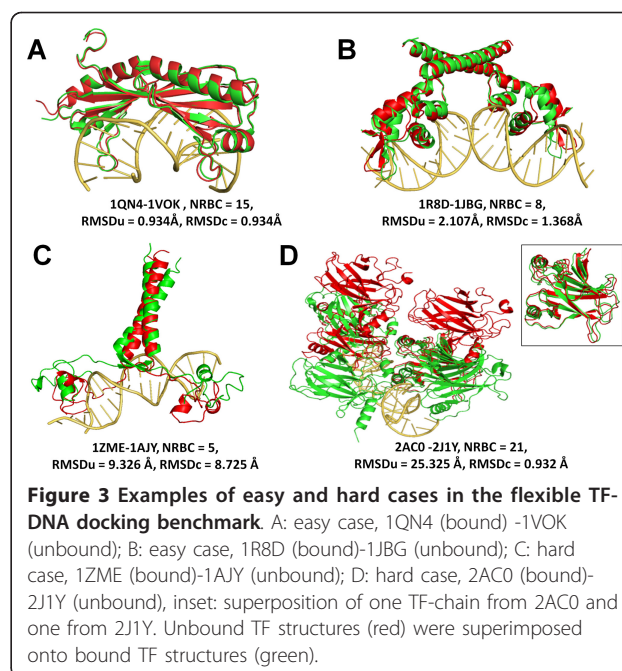 A
B
1QN4-1VOK , NRBC = 15,
RMSDu = 0.934Å, RMSDc = 0.934Å
1R8D-1JBG, NRBC = 8,
RMSDu = 2.107Å, RMSDc = 1.368Å
C
D
1ZME-1AJY, NRBC = 5,
RMSDu = 9.326 Å, RMSDc = 8.725 Å
2AC0 -2J1Y, NRBC = 21,
RMSDu = 25.325 Å, RMSDc = 0.932 Å
Figure 3 Examples of easy and hard cases in the flexible TF-
DNA docking benchmark. A: easy case, 1QN4 (bound) -1VOK
(unbound); B: easy case, 1R8D (bound)-1JBG (unbound); C: hard
case, 1ZME (bound)-1AJY (unbound); D: hard case, 2AC0 (bound)-
2J1Y (unbound), inset: superposition of one TF-chain from 2AC0 and
one from 2J1Y. Unbound TF structures (red) were superimposed
onto bound TF structures (green).